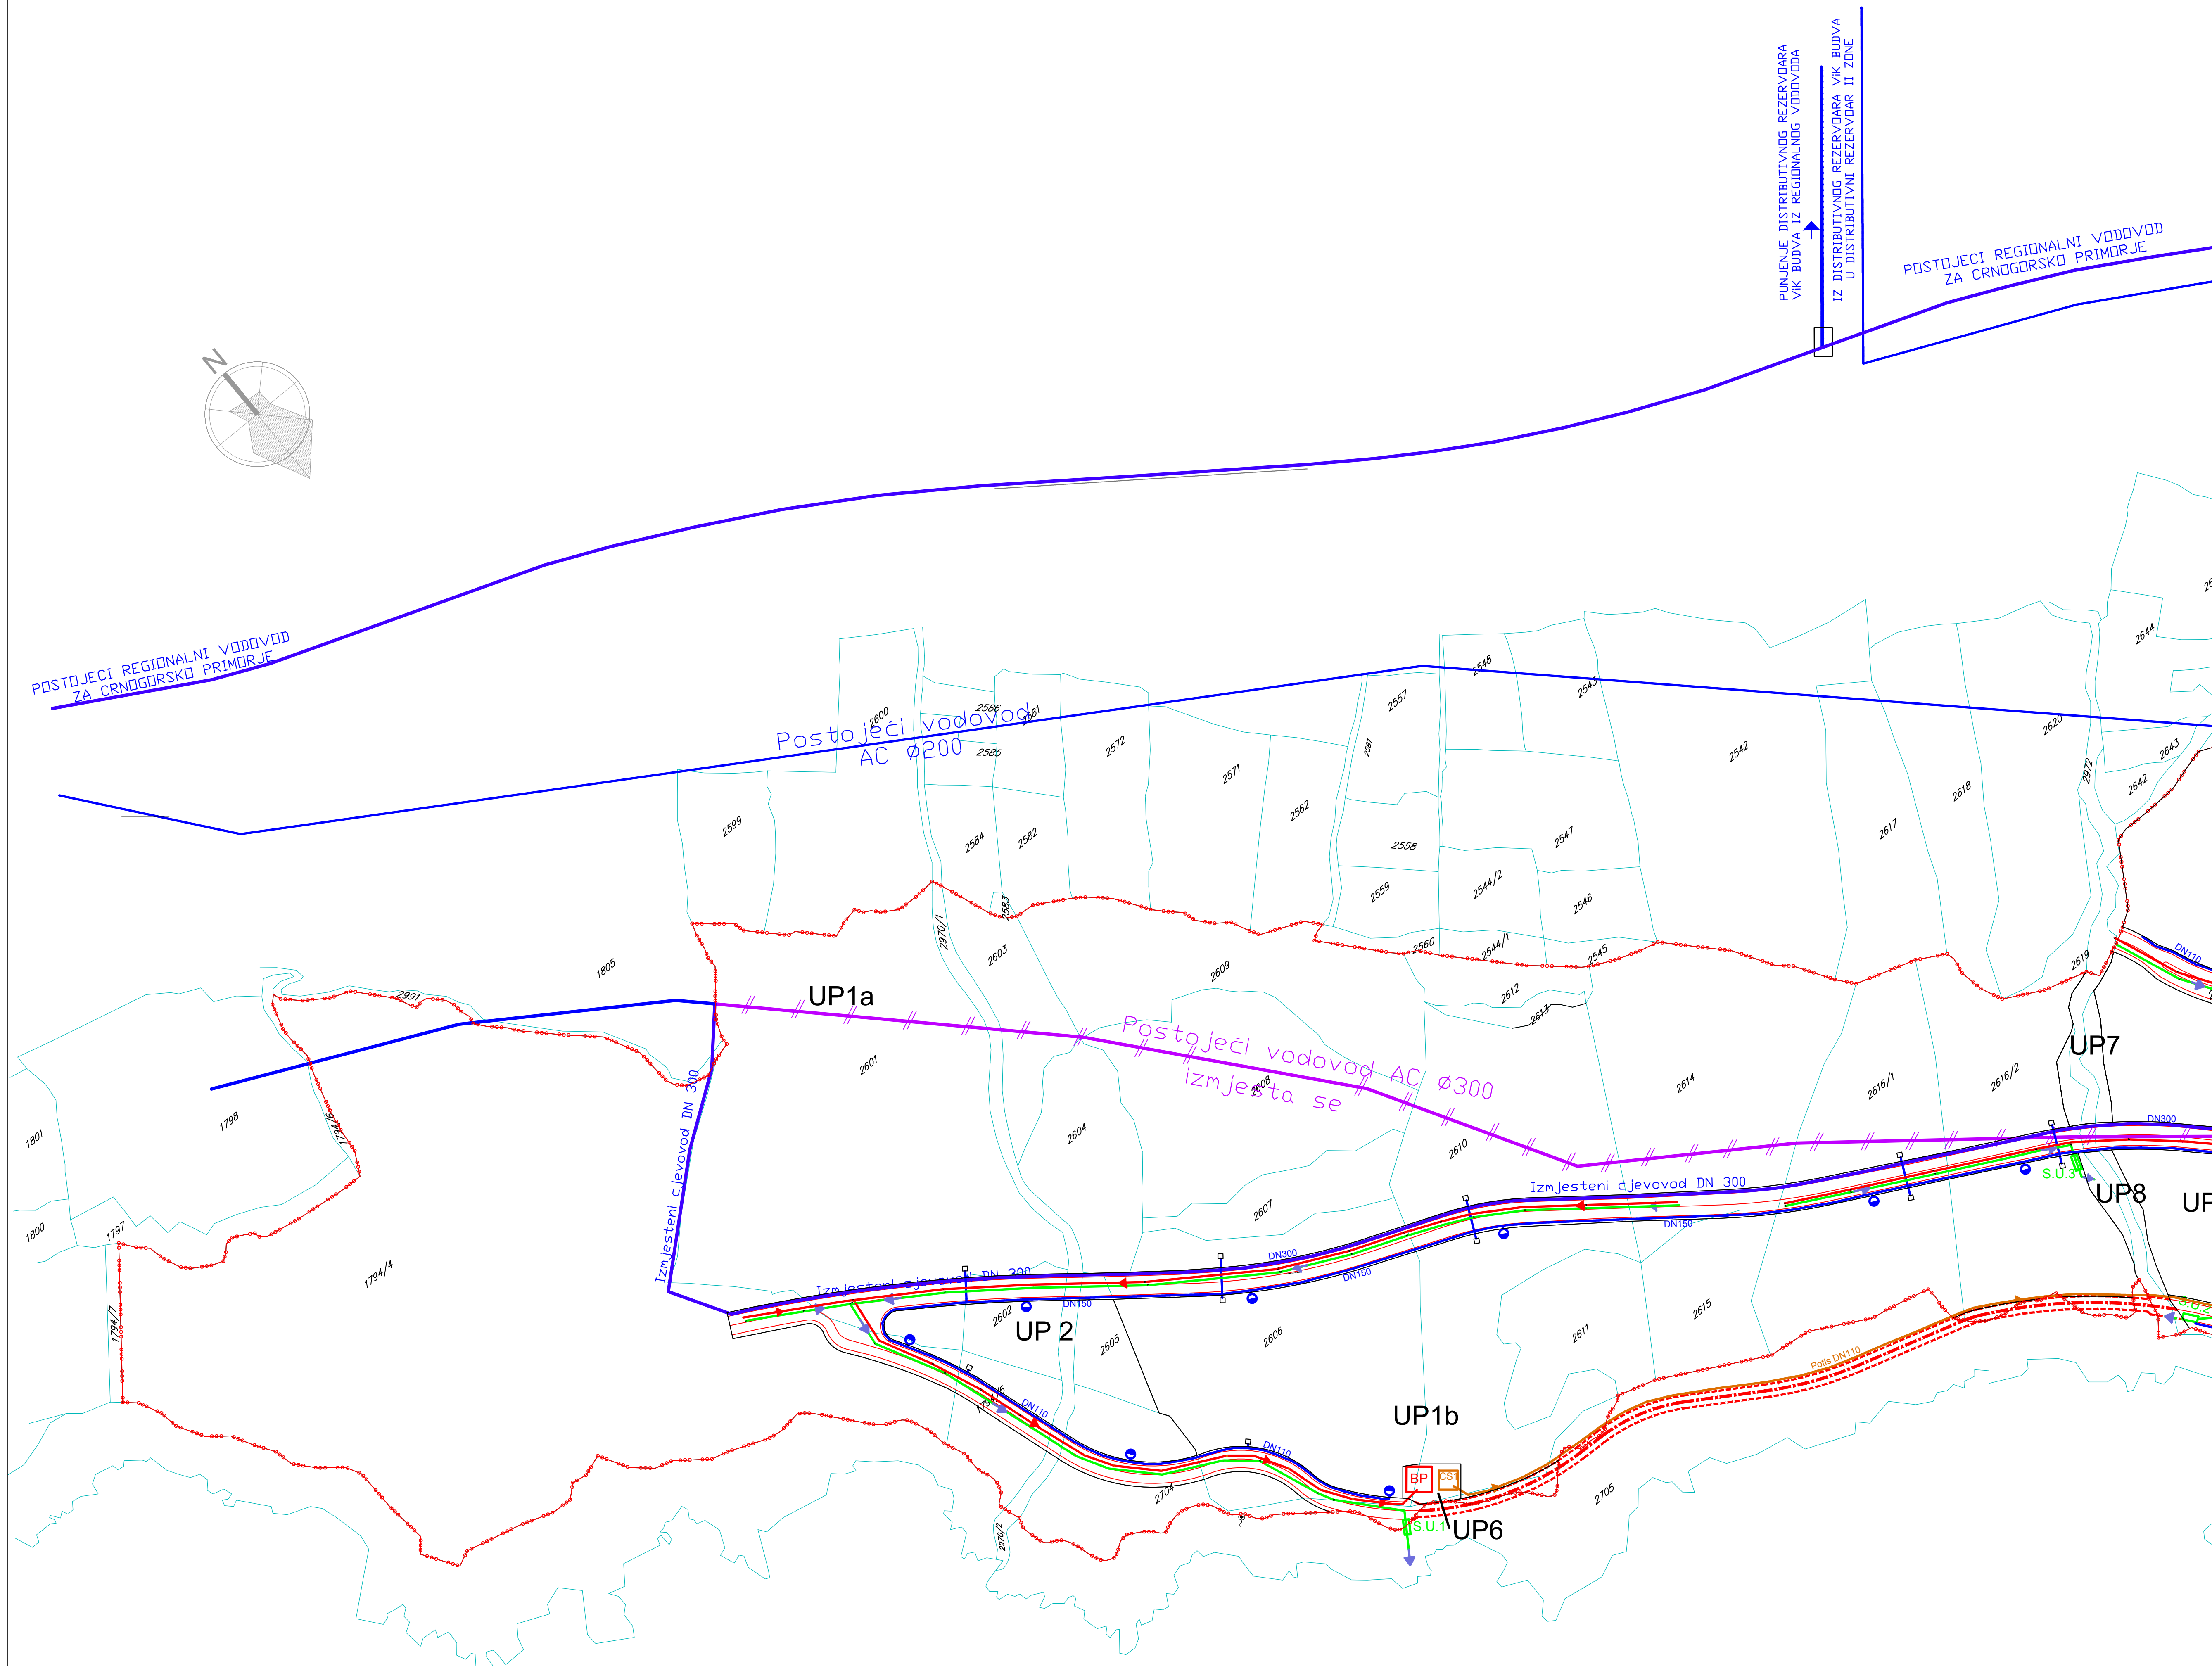 PUNJENJE DISTRIBUTIVNOG REZERVOARA
VIK BUDVA IZ REGIONALNOG VODOVODA
IZ DISTRIBUTIVNOG REZERVOARA VIK BUDVA
U DISTRIBUTIVNI REZERVOAR II ZONE
POSTOJECI REGIONALNI VODOVOD
ZA CRNOGORSKO PRIMORJE
N
POSTOJECI REGIONALNI VODOVOD
ZA CRNOGORSKO PRIMORJE
2644
2548
2543
2557
2600
2586
2581
Postojeći vodovod
AC Ø200
2585
2572
2561
2542
2620
2643
2571
2972
2642
2618
2562
2599
2584
2582
2547
2617
2558
2559
2544/2
2546
2583
2970/1
2603
2560
2544/1
2545
2619
DN110
1805
2609
2991
UP1a
2612
2613
Postojeći vodovod AC Ø300
izmjesta se
UP7
2601
2608
2614
2616/1
2616/2
1801
1798
1794/6
2604
2610
DN300
Izmjesteni cjevovod DN 300
S.U.3
UP8
UP
Izmjesteni cjevovod DN 300
2607
DN150
1800
1797
1794/4
DN300
DN150
Izmjesteni cjevovod DN 300
DN150
2602
UP 2
2605
2606
2611
2615
S.U.2
1794/7
Potis DN110
1794/5
DN110
UP1b
DN110
BP
CS1
2704
2705
S.U.1
UP6
2970/2